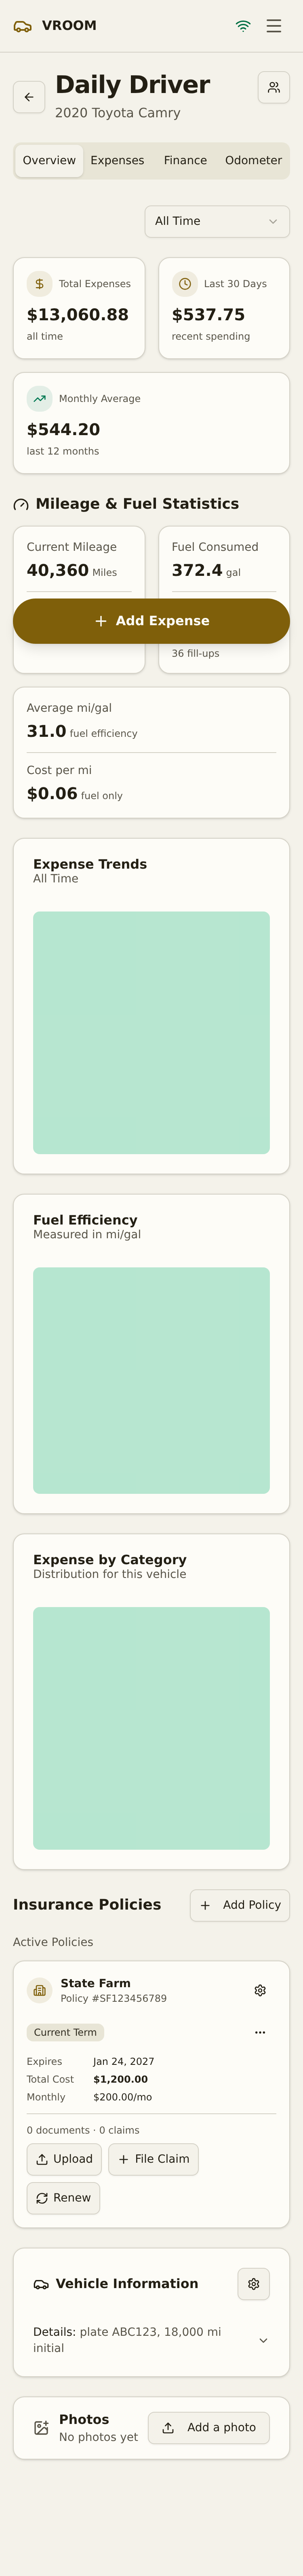 VROOM
Daily Driver
2020 Toyota Camry
Overview Expenses Finance Odometer
All Time
Total Expenses
$13,060.88
all time
Last 30 Days
$537.75
recent spending
Monthly Average
$544.20
last 12 months
Mileage & Fuel Statistics
Current Mileage
40,360 Miles
Fuel Consumed
372.4 gal
Add Expense
36 fill-ups
Average mi/gal
31.0 fuel efficiency
Cost per mi
$0.06 fuel only
Expense Trends
All Time
Fuel Efficiency
Measured in mi/gal
Expense by Category
Distribution for this vehicle
Insurance Policies
Add Policy
Active Policies
State Farm
Policy #SF123456789
Current Term
Expires Jan 24, 2027
Total Cost $1,200.00
Monthly $200.00/mo
0 documents · 0 claims
Upload
File Claim
Renew
Vehicle Information
Details: plate ABC123, 18,000 mi
initial
Photos
No photos yet
Add a photo